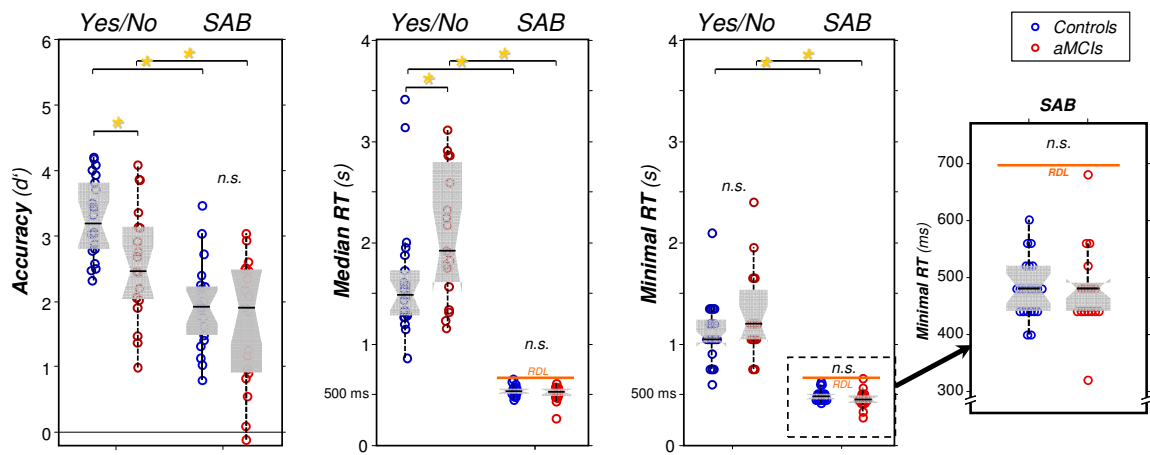 Yes/No SAB
Accuracy (d')
6
5
4
3
2
1
0
*
*
*
n.s.
Yes/No SAB
Median RT (s)
4
3
2
1
500 ms
0
*
*
*
n.s.
RDL
Yes/No SAB
Minimal RT (s)
4
3
2
1
500 ms
0
*
*
n.s.
n.s.
RDL
Controls
aMCIs
SAB
Minimal RT (ms)
700
600
500
400
300
n.s.
RDL